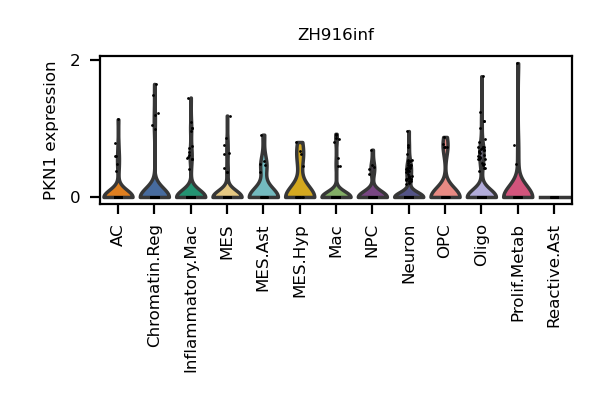 ZH916inf
PKN1 expression
2
0
AC
Chromatin.Reg
Inflammatory.Mac
MES
MES.Ast
MES.Hyp
Mac
NPC
Neuron
OPC
Oligo
Prolif.Metab
Reactive.Ast